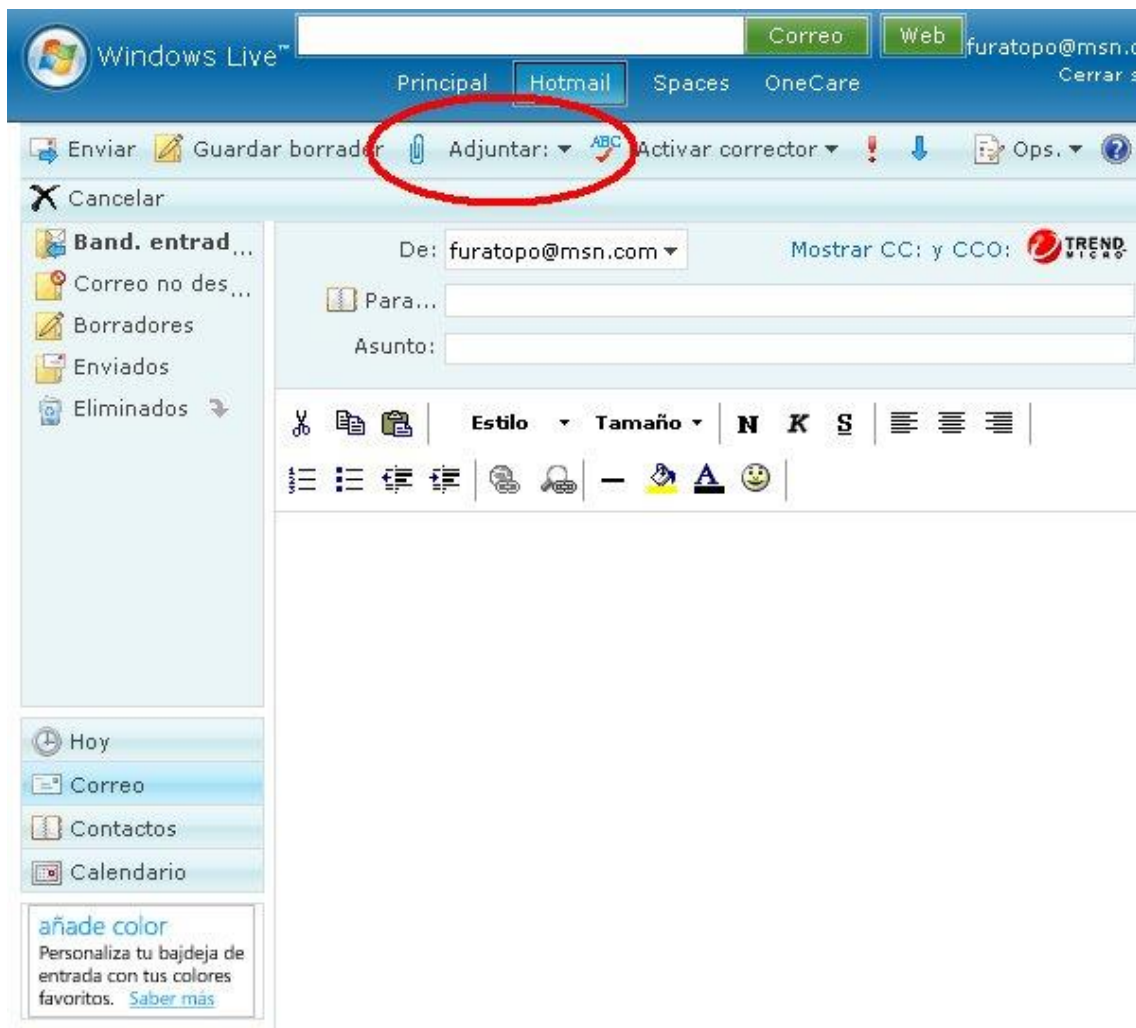 Windows Live™
Correo Web furatopo@msn.c
Principal Hotmail Spaces OneCare Cerrar s
Enviar Guardar borrador Adjuntar: ABC Activar corrector Ops.
Cancelar
Band. entrad...
Correo no des...
Borradores
Enviados
Eliminados
De: furatopo@msn.com Mostrar CC: y CCO: TREND MICRO
Para...
Asunto:
Estilo Tamaño N K S
A
Hoy
Correo
Contactos
Calendario
añade color
Personaliza tu bajdeja de
entrada con tus colores
favoritos. Saber más